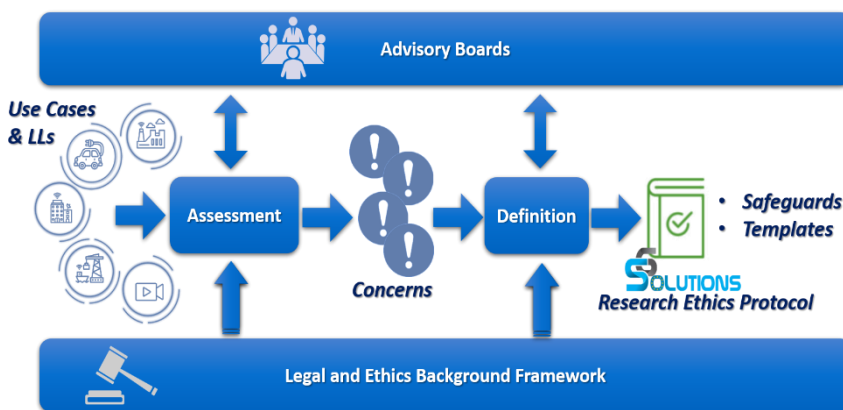 Advisory Boards
Use Cases
& LLs
Assessment
Concerns
Definition
• Safeguards
• Templates
5G SOLUTIONS
Research Ethics Protocol
Legal and Ethics Background Framework